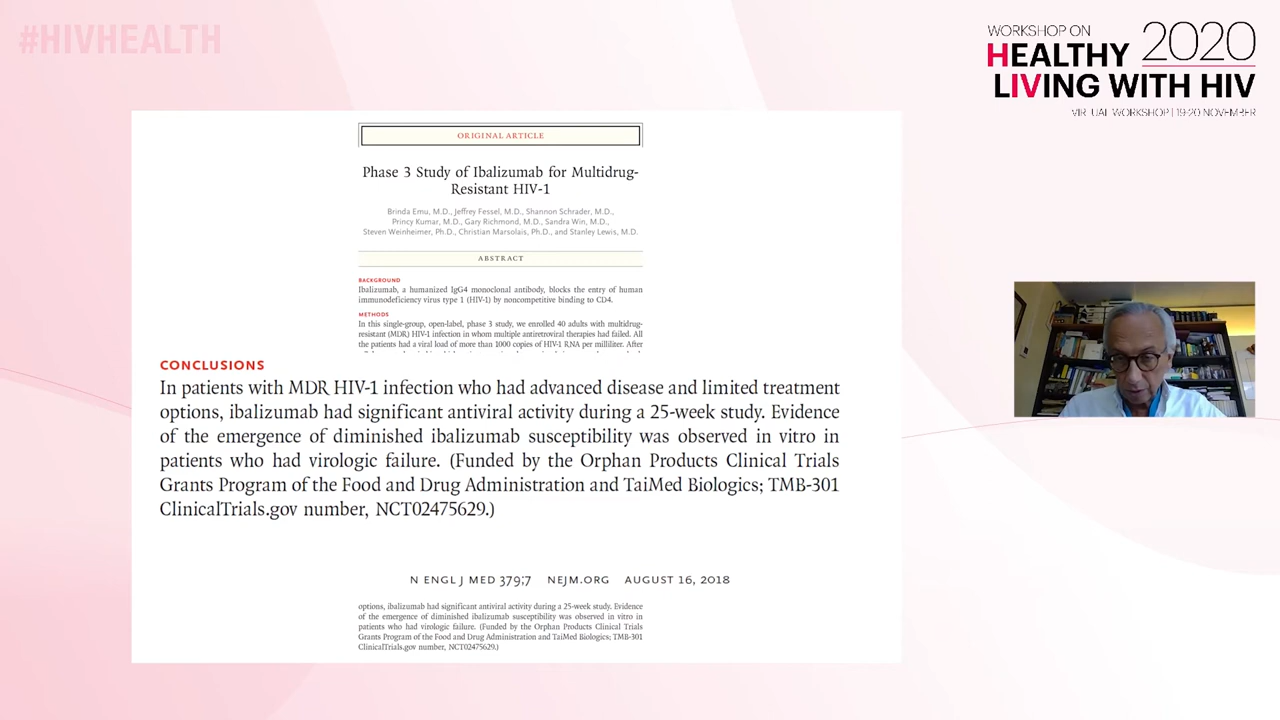 #HIVHEALTH
WORKSHOP ON
HEALTHY 2020
LIVING WITH HIV
VIRTUAL WORKSHOP | 19-20 NOVEMBER
ORIGINAL ARTICLE
Phase 3 Study of Ibalizumab for Multidrug-
Resistant HIV-1
Brinda Emu, M.D., Jeffrey Fessel, M.D., Shannon Schrader, M.D.,
Princy Kumar, M.D., Gary Richmond, M.D., Sandra Win, M.D.,
Steven Weinheimer, Ph.D., Christian Marsolais, Ph.D., and Stanley Lewis, M.D.
ABSTRACT
BACKGROUND
Ibalizumab, a humanized IgG4 monoclonal antibody, blocks the entry of human
immunodeficiency virus type 1 (HIV-1) by noncompetitive binding to CD4.
METHODS
In this single-group, open-label, phase 3 study, we enrolled 40 adults with multidrug-
resistant (MDR) HIV-1 infection in whom multiple antiretroviral therapies had failed. All
the patients had a viral load of more than 1000 copies of HIV-1 RNA per milliliter. After
CONCLUSIONS
In patients with MDR HIV-1 infection who had advanced disease and limited treatment
options, ibalizumab had significant antiviral activity during a 25-week study. Evidence
of the emergence of diminished ibalizumab susceptibility was observed in vitro in
patients who had virologic failure. (Funded by the Orphan Products Clinical Trials
Grants Program of the Food and Drug Administration and TaiMed Biologics; TMB-301
ClinicalTrials.gov number, NCT02475629.)
N ENGL J MED 379;7 NEJM.ORG AUGUST 16, 2018
options, ibalizumab had significant antiviral activity during a 25-week study. Evidence
of the emergence of diminished ibalizumab susceptibility was observed in vitro in
patients who had virologic failure. (Funded by the Orphan Products Clinical Trials
Grants Program of the Food and Drug Administration and TaiMed Biologics; TMB-301
ClinicalTrials.gov number, NCT02475629.)